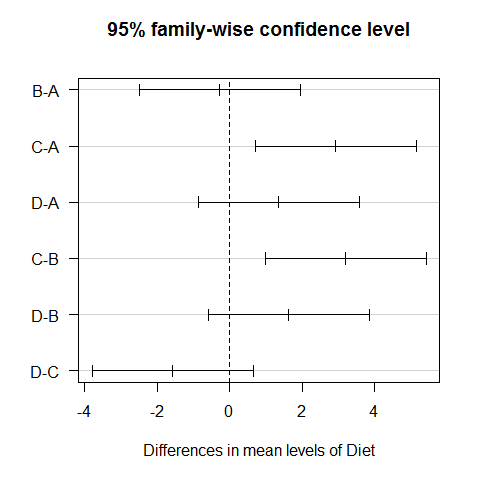 95% family-wise confidence level
B-A
C-A
D-A
C-B
D-B
D-C
-4 -2 0 2 4
Differences in mean levels of Diet